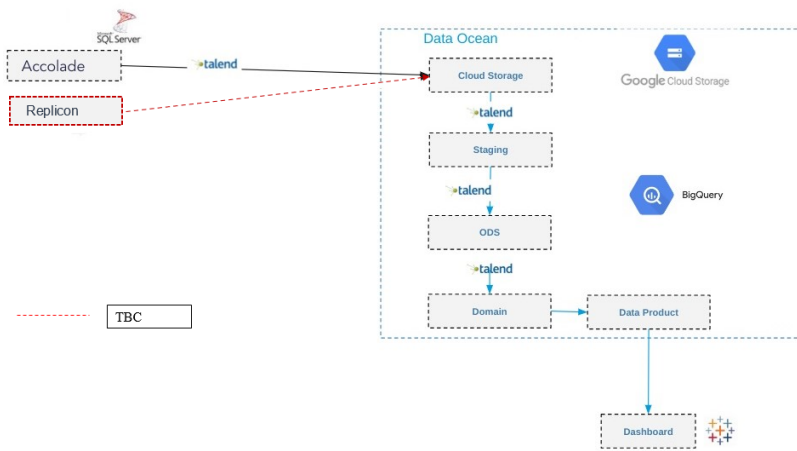 Microsoft
SQL Server
Data Ocean
Accolade
talend
Cloud Storage
Google Cloud Storage
Replicon
talend
Staging
talend
BigQuery
ODS
talend
Domain
Data Product
TBC
Dashboard